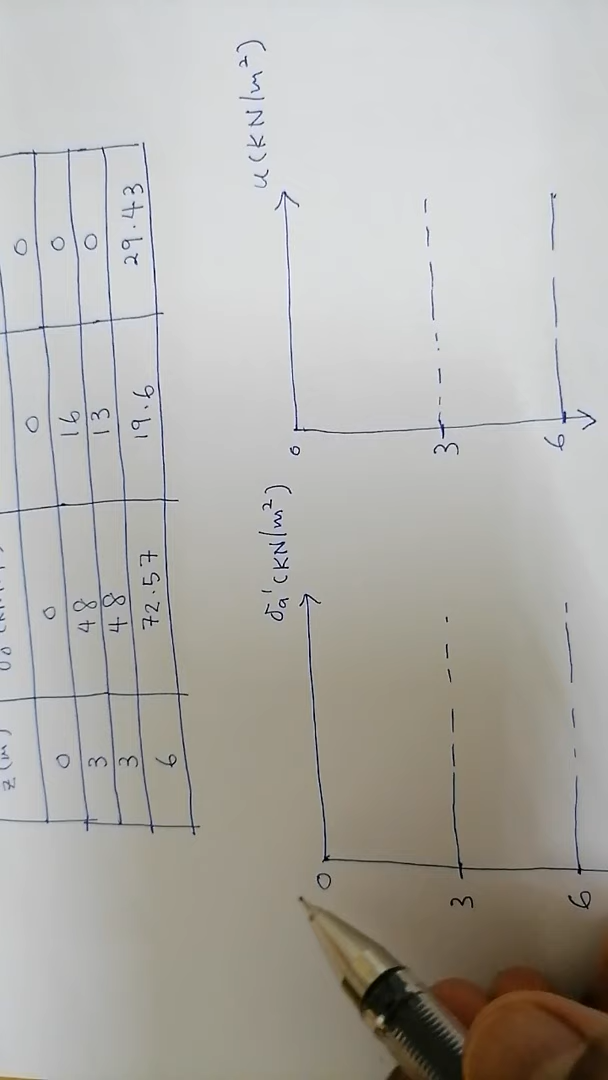 z(m)
0 0 0 0
3 48 16 0
3 48 13 0
6 72.57 19.6 29.43
σa'(KN/m²) u(KN/m²)
0 0
3 3
6 6